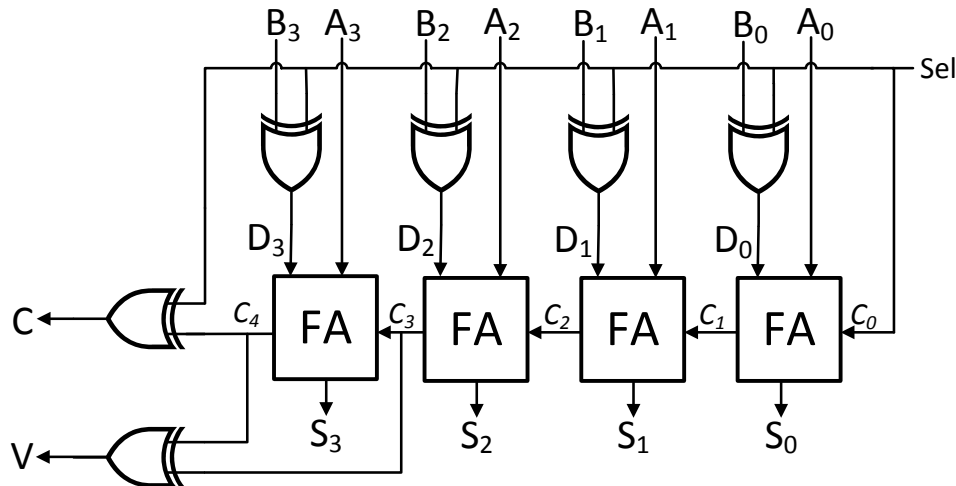 B₃ A₃ B₂ A₂ B₁ A₁ B₀ A₀
Sel
D₃ D₂ D₁ D₀
C C₄ FA C₃ FA C₂ FA C₁ FA C₀
S₃ S₂ S₁ S₀
V